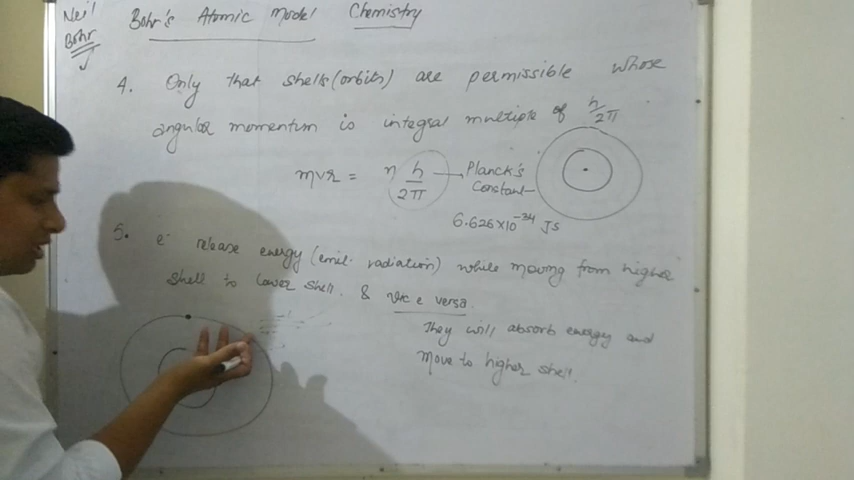 Neil
Bohr
Bohr's Atomic Model Chemistry
4. Only that shells (orbits) are permissible whose
angular momentum is integral multiple of h/2π
mvr = n h/2π → Planck's
Constant
6.626×10⁻³⁴ Js
5. e⁻ release energy (emit radiation) while moving from higher
shell to lower shell. & vice versa.
They will absorb energy and
Move to higher shell.